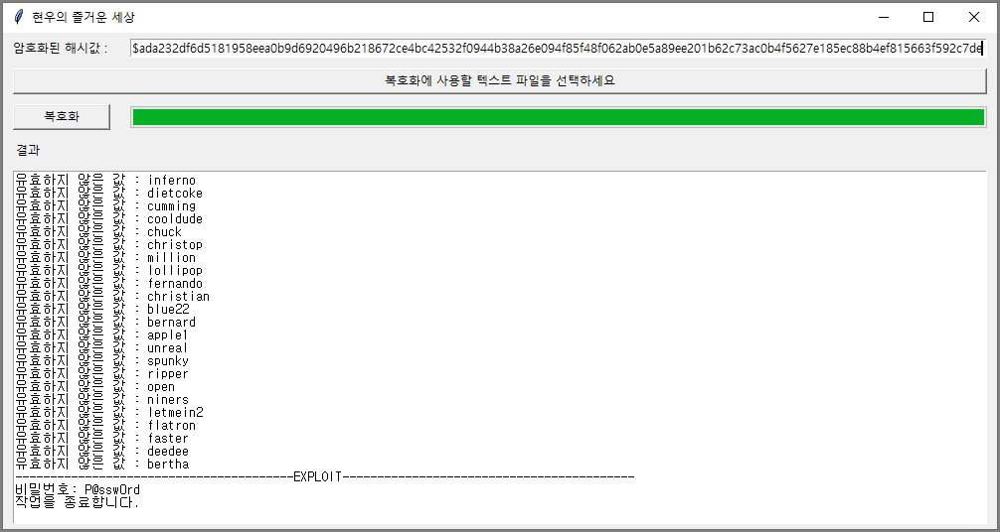 현우의 즐거운 세상
암호화된 해시값 : $ada232df6d5181958eea0b9d6920496b218672ce4bc42532f0944b38a26e094f85f48f062ab0e5a89ee201b62c73ac0b4f5627e185ec88b4ef815663f592c7de
복호화에 사용할 텍스트 파일을 선택하세요
복호화
결과
유효하지 않은 값 : inferno
유효하지 않은 값 : dietcoke
유효하지 않은 값 : cumming
유효하지 않은 값 : cooldude
유효하지 않은 값 : chuck
유효하지 않은 값 : christop
유효하지 않은 값 : million
유효하지 않은 값 : lollipop
유효하지 않은 값 : fernando
유효하지 않은 값 : christian
유효하지 않은 값 : blue22
유효하지 않은 값 : bernard
유효하지 않은 값 : apple1
유효하지 않은 값 : unreal
유효하지 않은 값 : spunky
유효하지 않은 값 : ripper
유효하지 않은 값 : open
유효하지 않은 값 : niners
유효하지 않은 값 : letmein2
유효하지 않은 값 : flatron
유효하지 않은 값 : faster
유효하지 않은 값 : deedee
유효하지 않은 값 : bertha
----------------------------------------EXPLOIT------------------------------------------
비밀번호: P@ssw0rd
작업을 종료합니다.